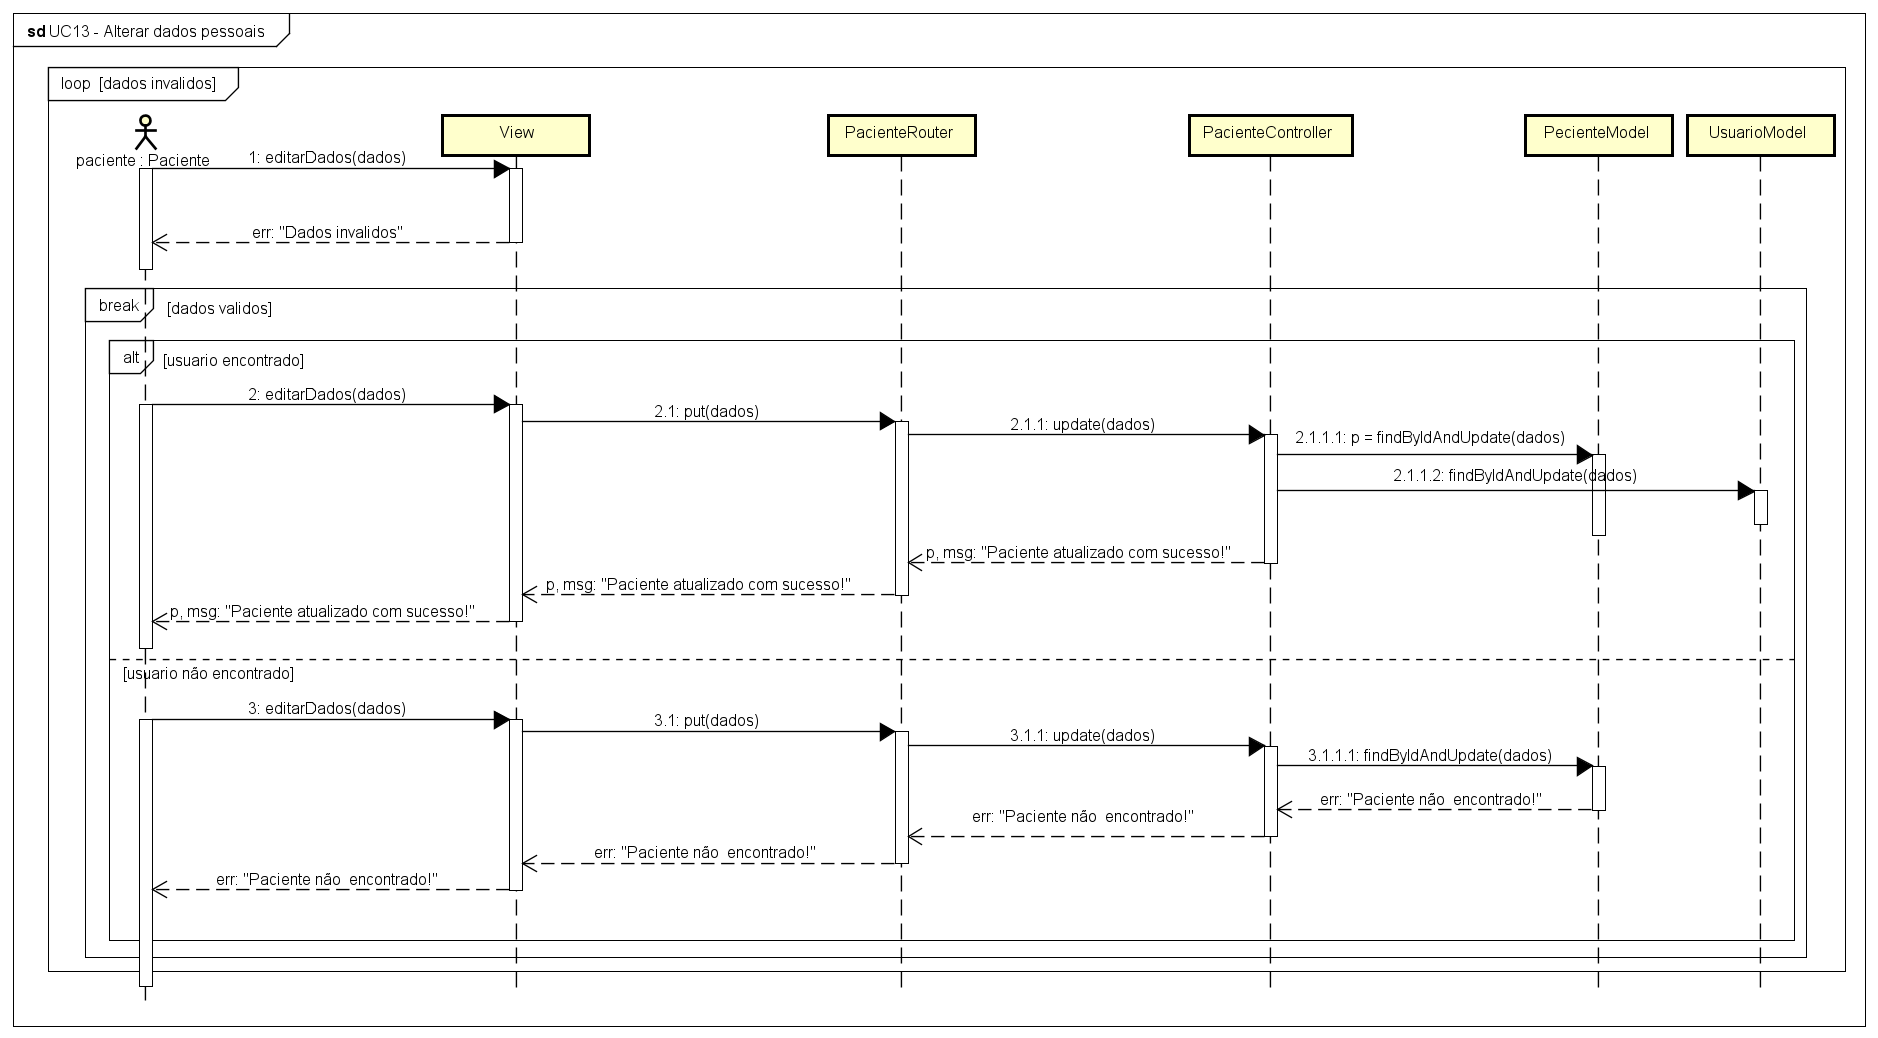 sd UC13 - Alterar dados pessoais
loop [dados invalidos]
View
PacienteRouter
PacienteController
PecienteModel
UsuarioModel
paciente : Paciente
1: editarDados(dados)
err: "Dados invalidos"
break
[dados validos]
alt
[usuario encontrado]
2: editarDados(dados)
2.1: put(dados)
2.1.1: update(dados)
2.1.1.1: p = findByIdAndUpdate(dados)
2.1.1.2: findByIdAndUpdate(dados)
p, msg: "Paciente atualizado com sucesso!"
p, msg: "Paciente atualizado com sucesso!"
p, msg: "Paciente atualizado com sucesso!"
[usuario não encontrado]
3: editarDados(dados)
3.1: put(dados)
3.1.1: update(dados)
3.1.1.1: findByIdAndUpdate(dados)
err: "Paciente não  encontrado!"
err: "Paciente não  encontrado!"
err: "Paciente não  encontrado!"
err: "Paciente não  encontrado!"